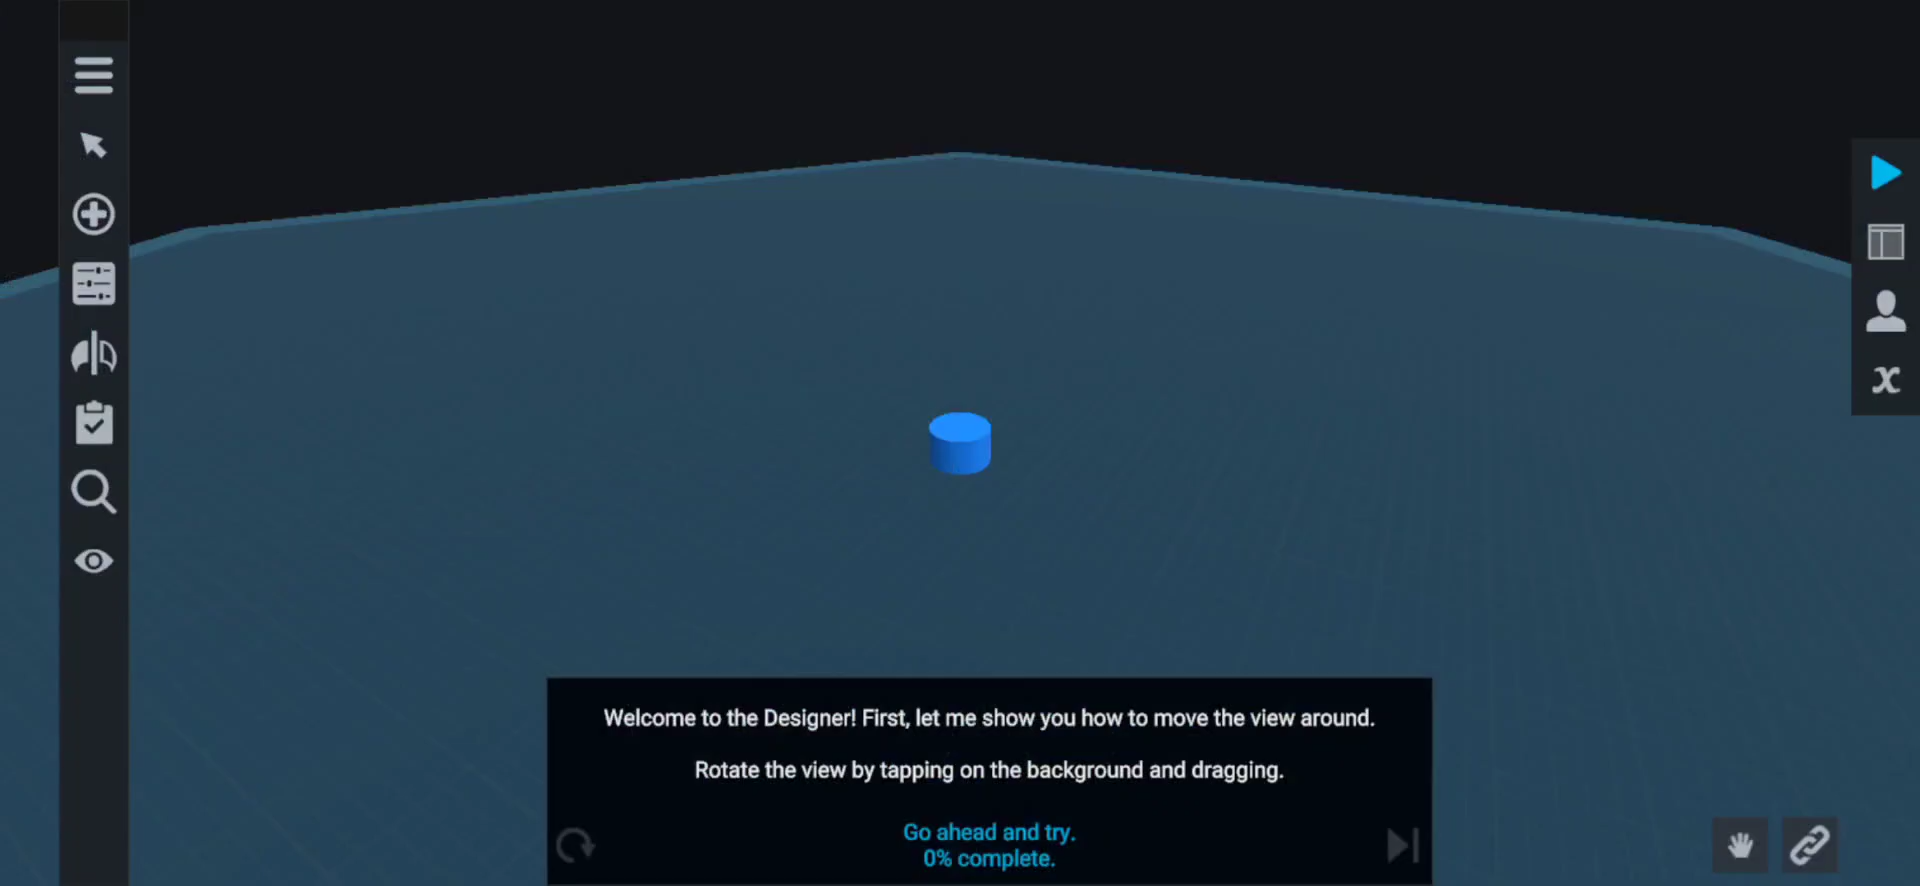 Welcome to the Designer! First, let me show you how to move the view around.
Rotate the view by tapping on the background and dragging.
Go ahead and try.
0% complete.
x